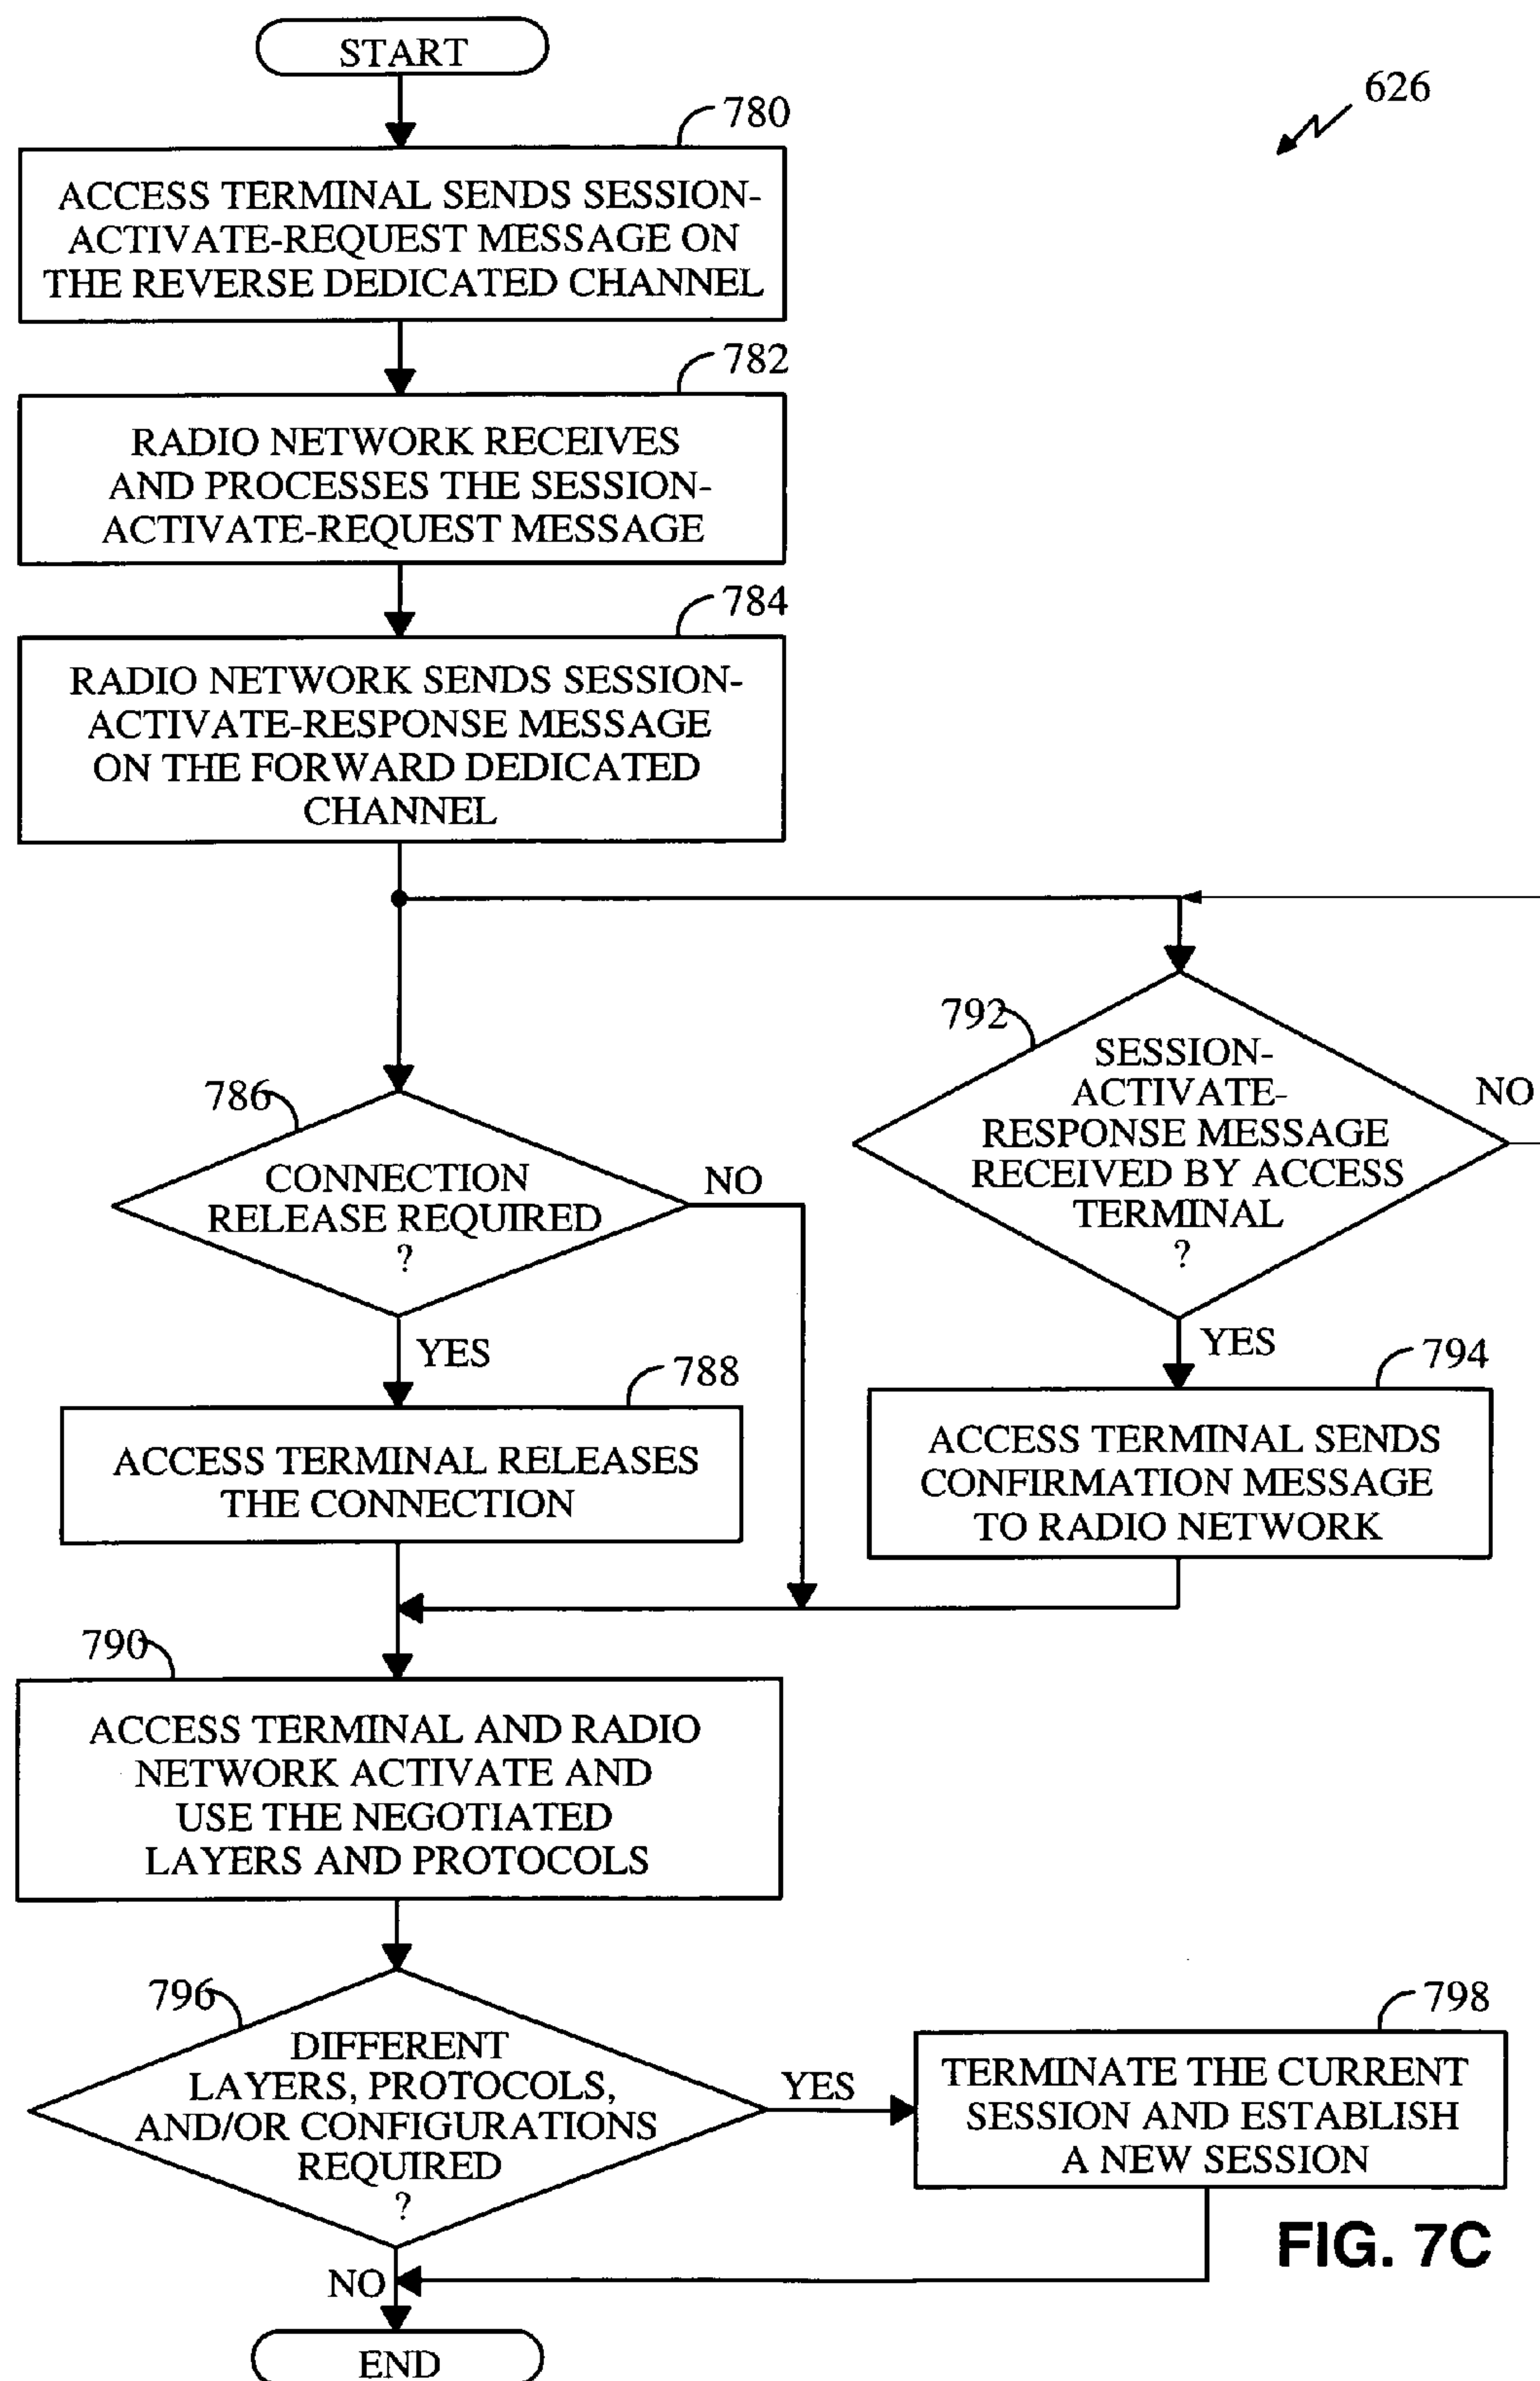 START
626
780
ACCESS TERMINAL SENDS SESSION-
ACTIVATE-REQUEST MESSAGE ON
THE REVERSE DEDICATED CHANNEL
782
RADIO NETWORK RECEIVES
AND PROCESSES THE SESSION-
ACTIVATE-REQUEST MESSAGE
784
RADIO NETWORK SENDS SESSION-
ACTIVATE-RESPONSE MESSAGE
ON THE FORWARD DEDICATED
CHANNEL
792
SESSION-
ACTIVATE-
RESPONSE MESSAGE
RECEIVED BY ACCESS
TERMINAL
?
NO
786
CONNECTION
RELEASE REQUIRED
?
NO
YES
YES
788
ACCESS TERMINAL RELEASES
THE CONNECTION
794
ACCESS TERMINAL SENDS
CONFIRMATION MESSAGE
TO RADIO NETWORK
790
ACCESS TERMINAL AND RADIO
NETWORK ACTIVATE AND
USE THE NEGOTIATED
LAYERS AND PROTOCOLS
796
DIFFERENT
LAYERS, PROTOCOLS,
AND/OR CONFIGURATIONS
REQUIRED
?
YES
798
TERMINATE THE CURRENT
SESSION AND ESTABLISH
A NEW SESSION
NO
FIG. 7C
END